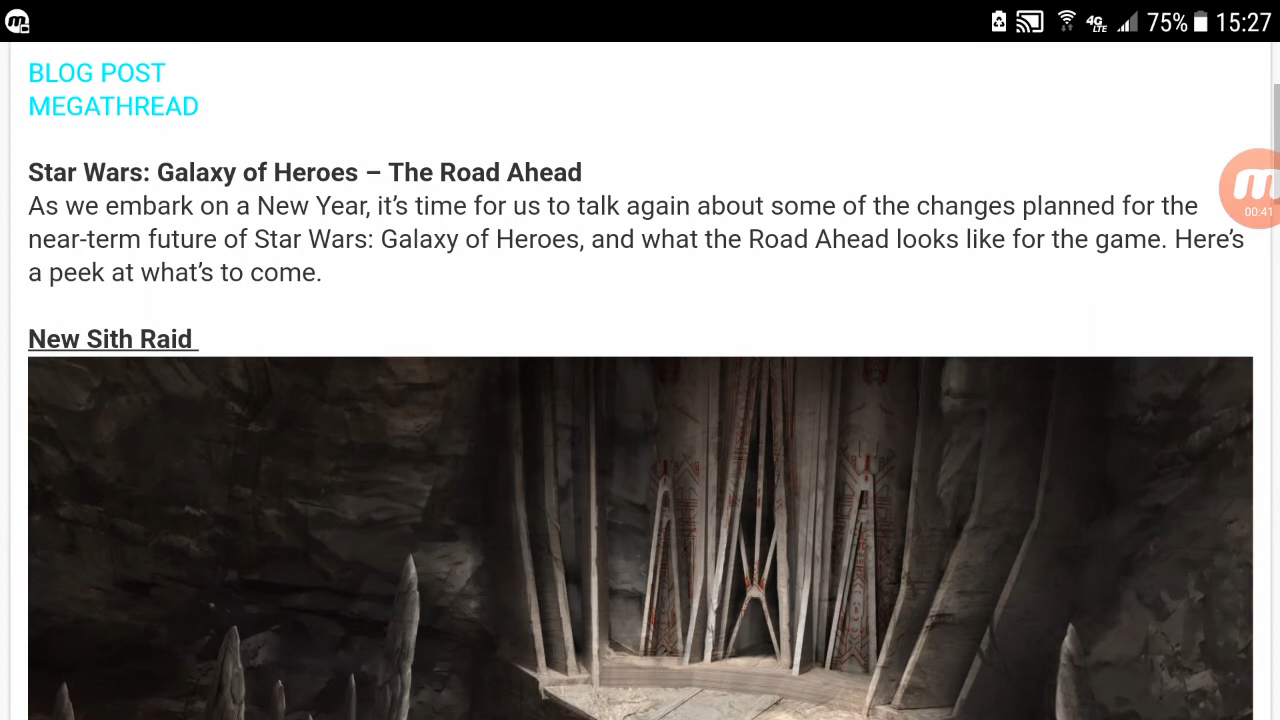 75% 15:27
4G LTE
BLOG POST
MEGATHREAD
m
00:41
Star Wars: Galaxy of Heroes – The Road Ahead
As we embark on a New Year, it’s time for us to talk again about some of the changes planned for the
near-term future of Star Wars: Galaxy of Heroes, and what the Road Ahead looks like for the game. Here’s
a peek at what’s to come.
New Sith Raid